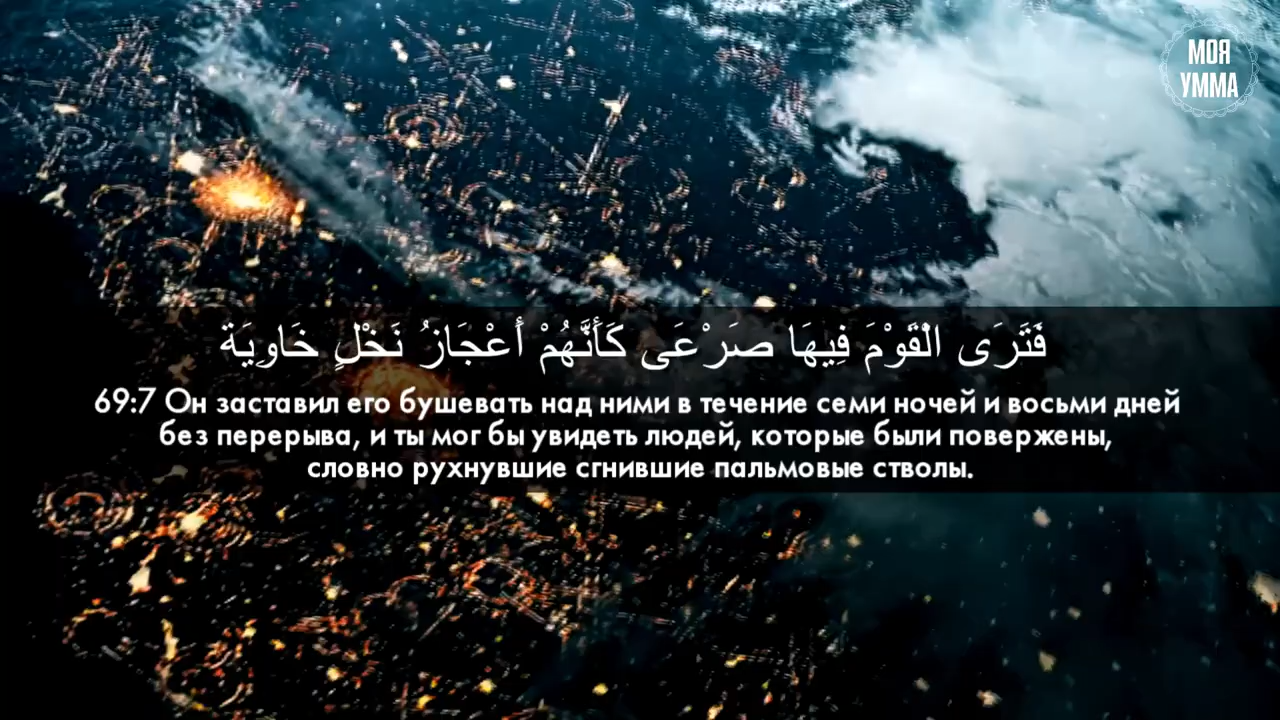 МОЯ
УММА
فَتَرَى الْقَوْمَ فِيهَا صَرْعَى كَأَنَّهُمْ أَعْجَازُ نَخْلٍ خَاوِيَة
69:7 Он заставил его бушевать над ними в течение семи ночей и восьми дней
без перерыва, и ты мог бы увидеть людей, которые были повержены,
словно рухнувшие сгнившие пальмовые стволы.